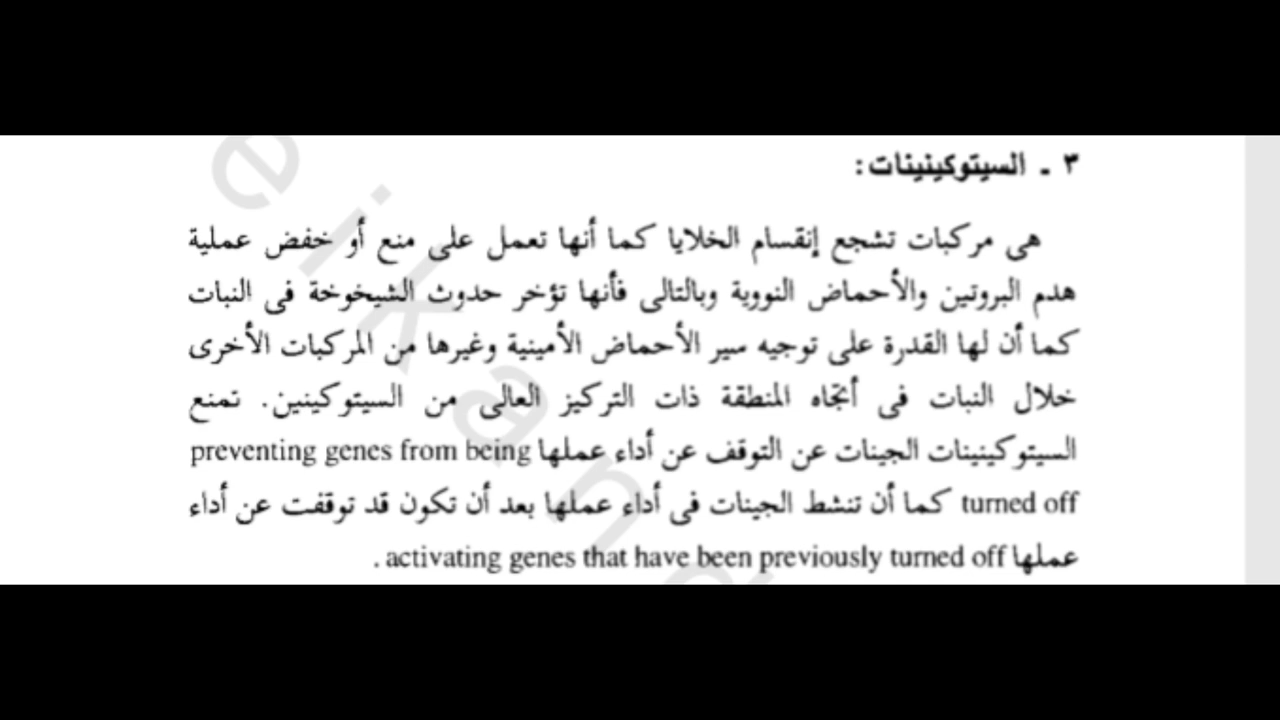 ٣ ـ السيتوكينينات :
هى مركبات تشجع إنقسام الخلايا كما أنها تعمل على منع أو خفض عملية
هدم البروتين والأحماض النووية وبالتالى فأنها تؤخر حدوث الشيخوخة فى النبات
كما أن لها القدرة على توجيه سير الأحماض الأمينية وغيرها من المركبات الأخرى
خلال النبات فى أتجاه المنطقة ذات التركيز العالى من السيتوكينين. تمنع
السيتوكينينات الجينات عن التوقف عن أداء عملها preventing genes from being
turned off كما أن تنشط الجينات فى أداء عملها بعد أن تكون قد توقفت عن أداء
عملها activating genes that have been previously turned off .